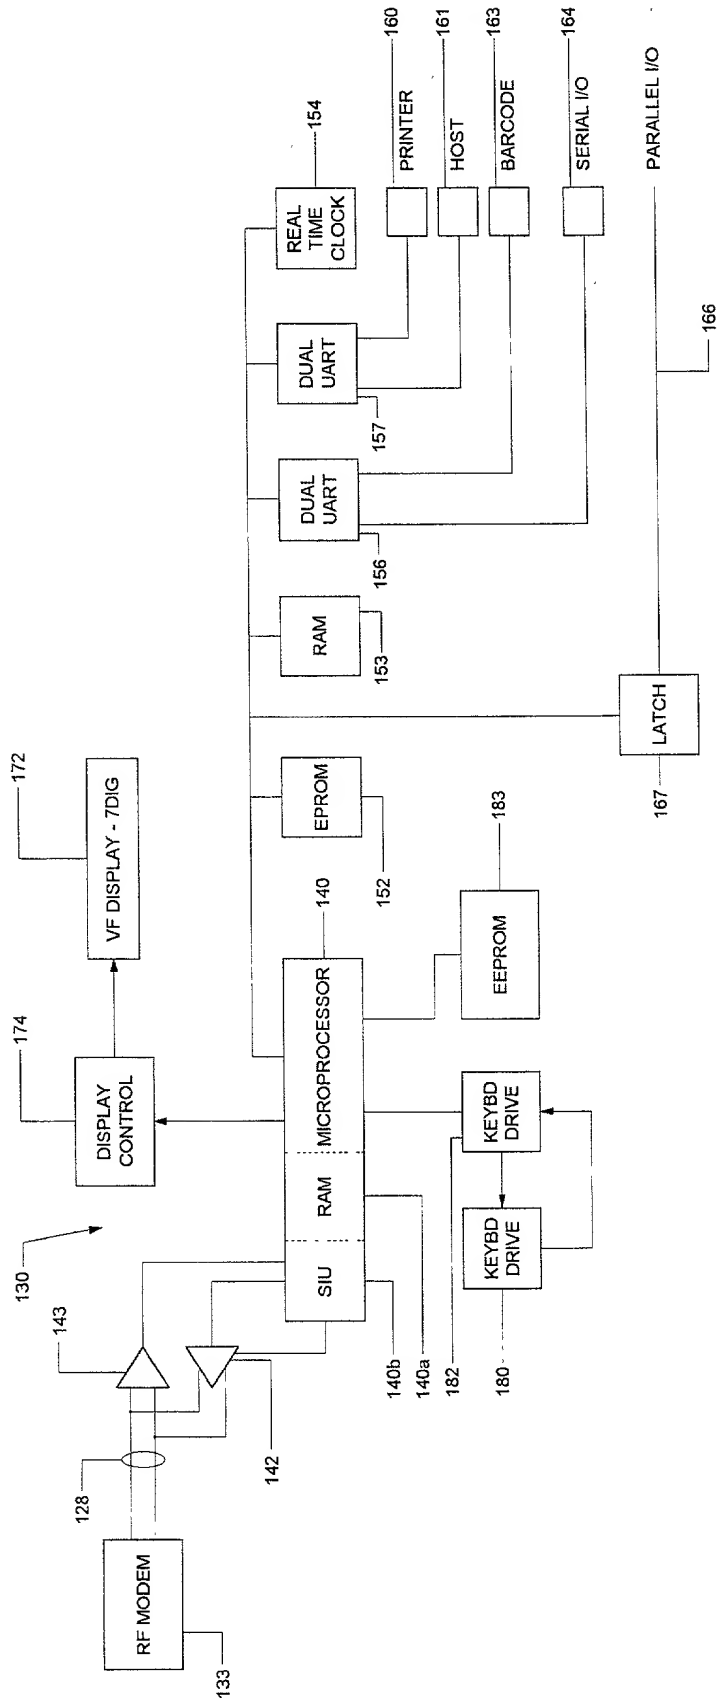 172
VF DISPLAY - 7DIG
174
DISPLAY
CONTROL
130
143
128
RF MODEM
133
142
SIU
RAM
MICROPROCESSOR
140
140b
140a
182
180
KEYBD
DRIVE
KEYBD
DRIVE
EEPROM
183
EPROM
152
RAM
153
DUAL
UART
156
DUAL
UART
157
REAL
TIME
CLOCK
154
160
PRINTER
161
HOST
163
BARCODE
164
SERIAL I/O
PARALLEL I/O
166
LATCH
167